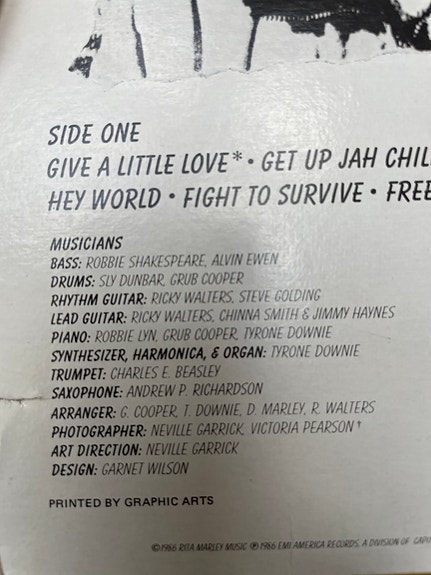 SIDE ONE
GIVE A LITTLE LOVE* • GET UP JAH CHIL
HEY WORLD • FIGHT TO SURVIVE • FREE
MUSICIANS
BASS: ROBBIE SHAKESPEARE, ALVIN EWEN
DRUMS: SLY DUNBAR, GRUB COOPER
RHYTHM GUITAR: RICKY WALTERS, STEVE GOLDING
LEAD GUITAR: RICKY WALTERS, CHINNA SMITH & JIMMY HAYNES
PIANO: ROBBIE LYN, GRUB COOPER, TYRONE DOWNIE
SYNTHESIZER, HARMONICA, & ORGAN: TYRONE DOWNIE
TRUMPET: CHARLES E. BEASLEY
SAXOPHONE: ANDREW P. RICHARDSON
ARRANGER: G. COOPER, T. DOWNIE, D. MARLEY, R. WALTERS
PHOTOGRAPHER: NEVILLE GARRICK, VICTORIA PEARSON†
ART DIRECTION: NEVILLE GARRICK
DESIGN: GARNET WILSON
PRINTED BY GRAPHIC ARTS
©1986 RITA MARLEY MUSIC ℗ 1986 EMI AMERICA RECORDS, A DIVISION OF CAPI